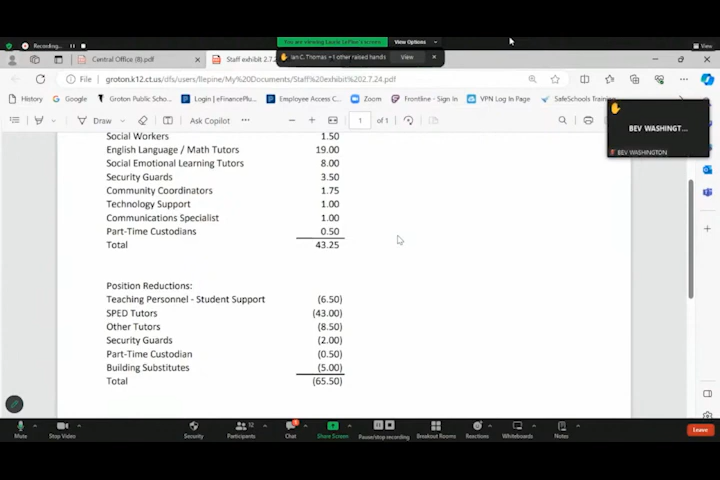 Recording...
You are viewing Laurie LePine's screen
View Options
View
Central Office (8).pdf
Staff exhibit 2.7.2
Ian C. Thomas + 1 other raised hands
View
File
groton.k12.ct.us/dfs/users/llepine/My%20Documents/Staff%20exhibit%202.7.24.pdf
History
Google
Groton Public Schoo...
Login | eFinancePlu...
Employee Access C...
Zoom
Frontline - Sign In
VPN Log In Page
SafeSchools Training
Draw
Ask Copilot
1 of 1
BEV WASHINGT...
BEV WASHINGTON
Social Workers 1.50
English Language / Math Tutors 19.00
Social Emotional Learning Tutors 8.00
Security Guards 3.50
Community Coordinators 1.75
Technology Support 1.00
Communications Specialist 1.00
Part-Time Custodians 0.50
Total 43.25
Position Reductions:
Teaching Personnel - Student Support (6.50)
SPED Tutors (43.00)
Other Tutors (8.50)
Security Guards (2.00)
Part-Time Custodian (0.50)
Building Substitutes (5.00)
Total (65.50)
Mute
Stop Video
Security
Participants
Chat
Share Screen
Pause/stop recording
Breakout Rooms
Reactions
Whiteboards
Notes
Leave